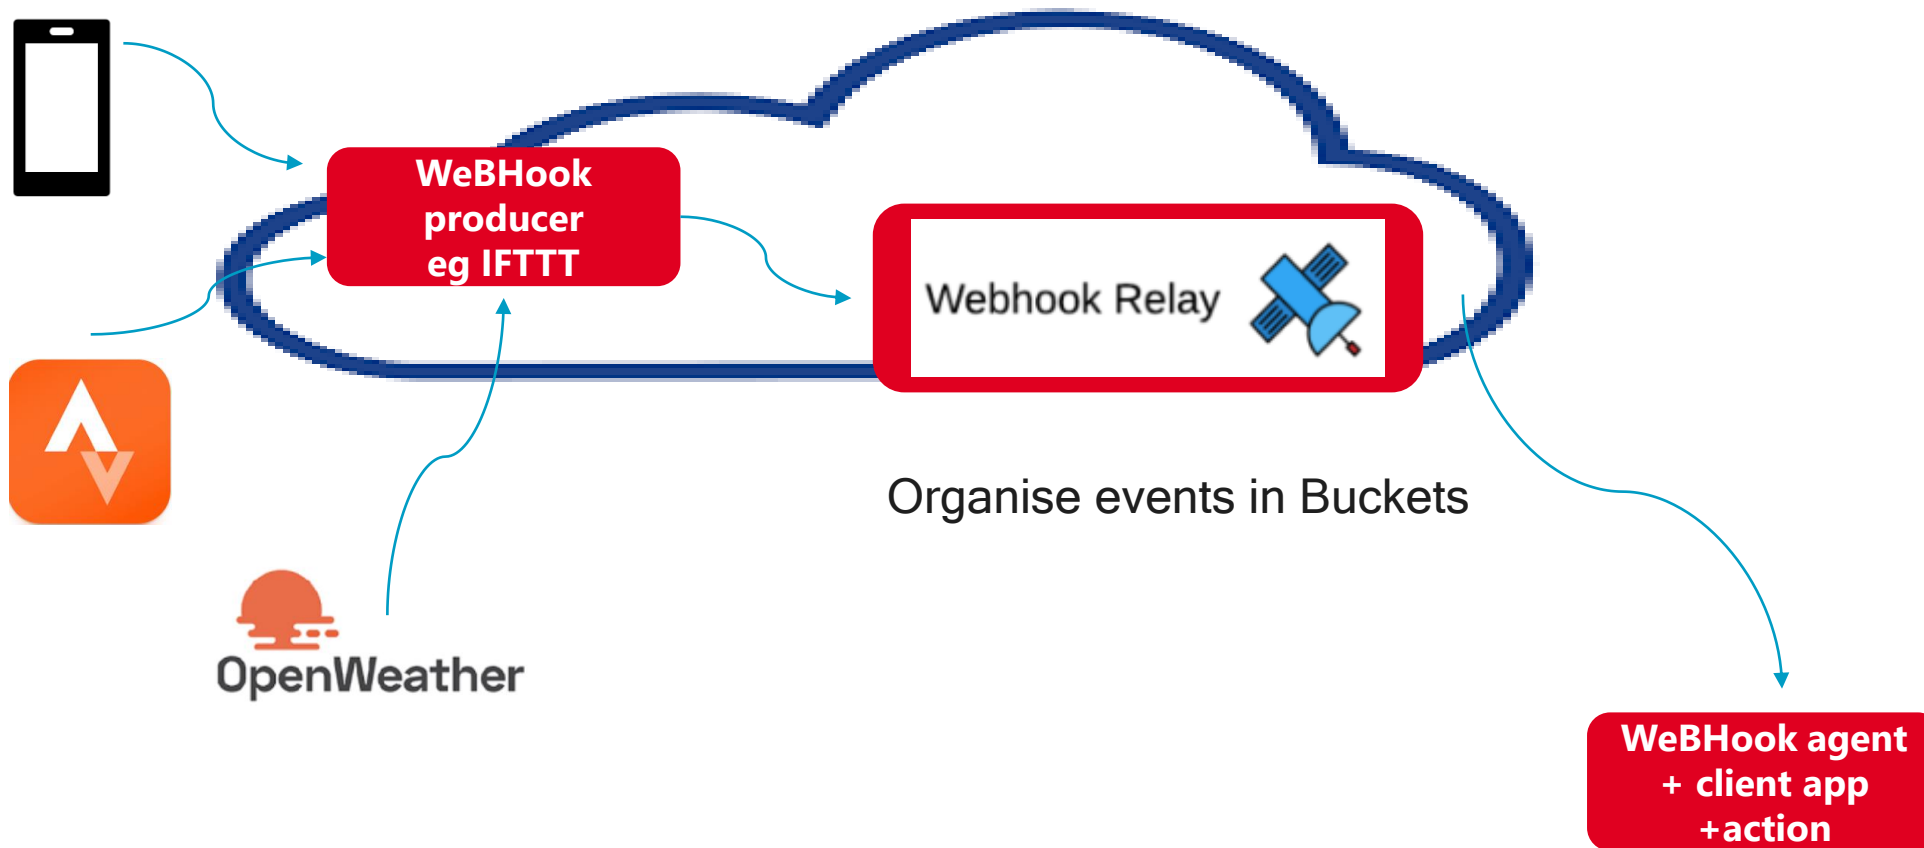 WeBHook
producer
eg IFTTT
Webhook Relay
Organise events in Buckets
OpenWeather
WeBHook agent
+ client app
+action